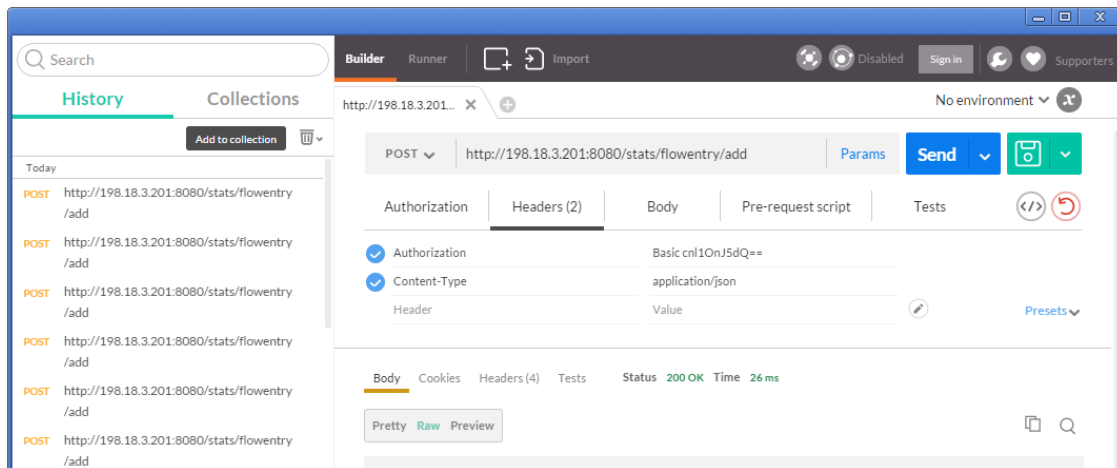 Search
History Collections
Add to collection
Today
POST http://198.18.3.201:8080/stats/flowentry
/add
POST http://198.18.3.201:8080/stats/flowentry
/add
POST http://198.18.3.201:8080/stats/flowentry
/add
POST http://198.18.3.201:8080/stats/flowentry
/add
POST http://198.18.3.201:8080/stats/flowentry
/add
POST http://198.18.3.201:8080/stats/flowentry
/add
Builder Runner Import Disabled Sign in Supporters
http://198.18.3.201... No environment
POST http://198.18.3.201:8080/stats/flowentry/add Params Send
Authorization Headers (2) Body Pre-request script Tests
Authorization Basic cnl1OnJ5dQ==
Content-Type application/json
Header Value Presets
Body Cookies Headers (4) Tests Status 200 OK Time 26 ms
Pretty Raw Preview